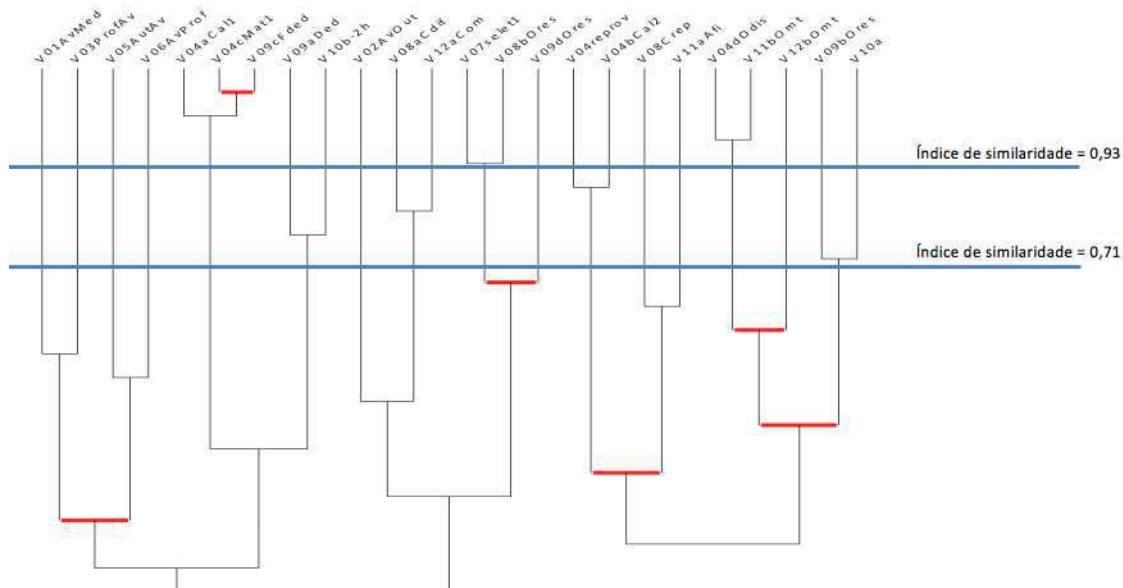 V01AvMed
V03ProfAv
V05AutAv
V06AvProf
V04aCal1
V04cMat1
V09cFded
V09aDed
V10b-2h
V02AvOut
V08aCdif.
V12aCom
V07selet1
V08bOres
V09dOres
V04reprov
V04bCal2
V08Crep
V11aAfi
V04dOdis
V11bOmt
V12bOmt
V09bOres
V10a
Índice de similaridade = 0,93
Índice de similaridade = 0,71